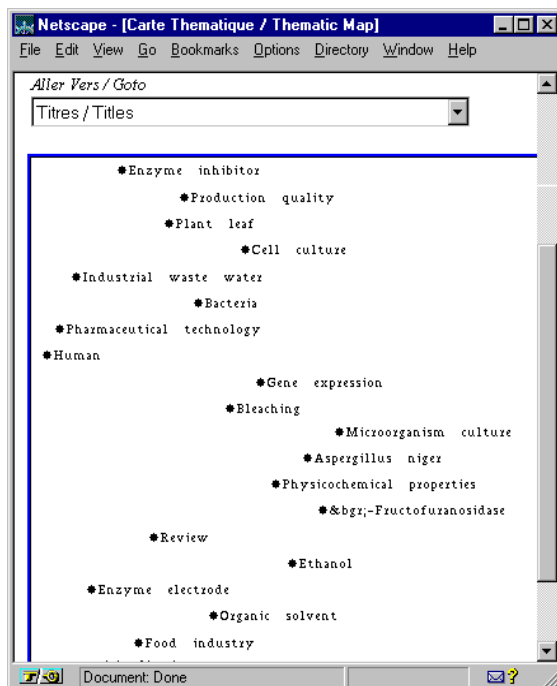 Netscape - [Carte Thematique / Thematic Map]
File Edit View Go Bookmarks Options Directory Window Help
Aller Vers / Goto
Titres / Titles
Enzyme inhibitor
Production quality
Plant leaf
Cell culture
Industrial waste water
Bacteria
Pharmaceutical technology
Human
Gene expression
Bleaching
Microorganism culture
Aspergillus niger
Physicochemical properties
&bgr;-Fructofuranosidase
Review
Ethanol
Enzyme electrode
Organic solvent
Food industry
Document: Done